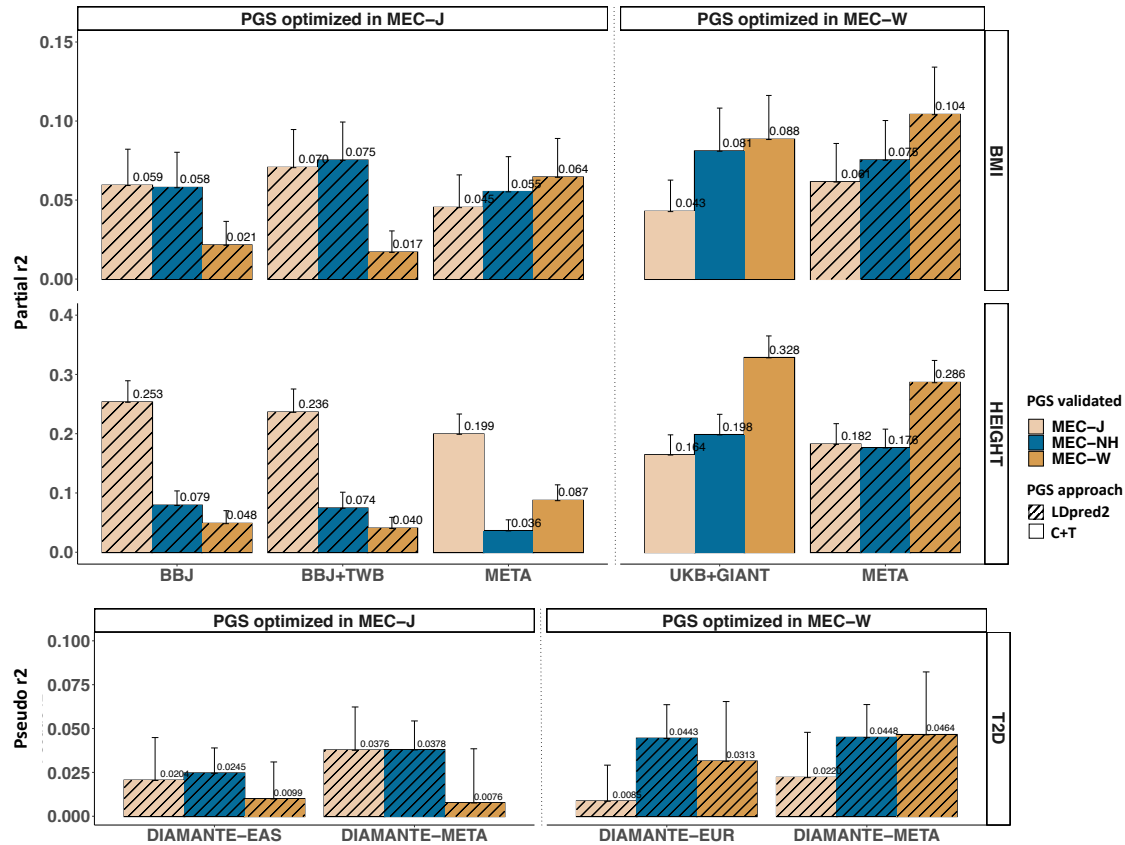 PGS optimized in MEC−J
PGS optimized in MEC−W
Partial r2
0.15
0.10
0.05
0.00
0.059
0.058
0.021
0.070
0.075
0.017
0.045
0.055
0.064
0.043
0.081
0.088
0.061
0.075
0.104
BMI
0.4
0.3
0.2
0.1
0.0
0.253
0.079
0.048
0.236
0.074
0.040
0.199
0.036
0.087
0.164
0.198
0.328
0.182
0.176
0.286
HEIGHT
BBJ
BBJ+TWB
META
UKB+GIANT
META
PGS validated
MEC−J
MEC−NH
MEC−W
PGS approach
LDpred2
C+T
PGS optimized in MEC−J
PGS optimized in MEC−W
Pseudo r2
0.100
0.075
0.050
0.025
0.000
0.0204
0.0245
0.0099
0.0376
0.0378
0.0076
0.0085
0.0443
0.0313
0.0220
0.0448
0.0464
T2D
DIAMANTE−EAS
DIAMANTE−META
DIAMANTE−EUR
DIAMANTE−META